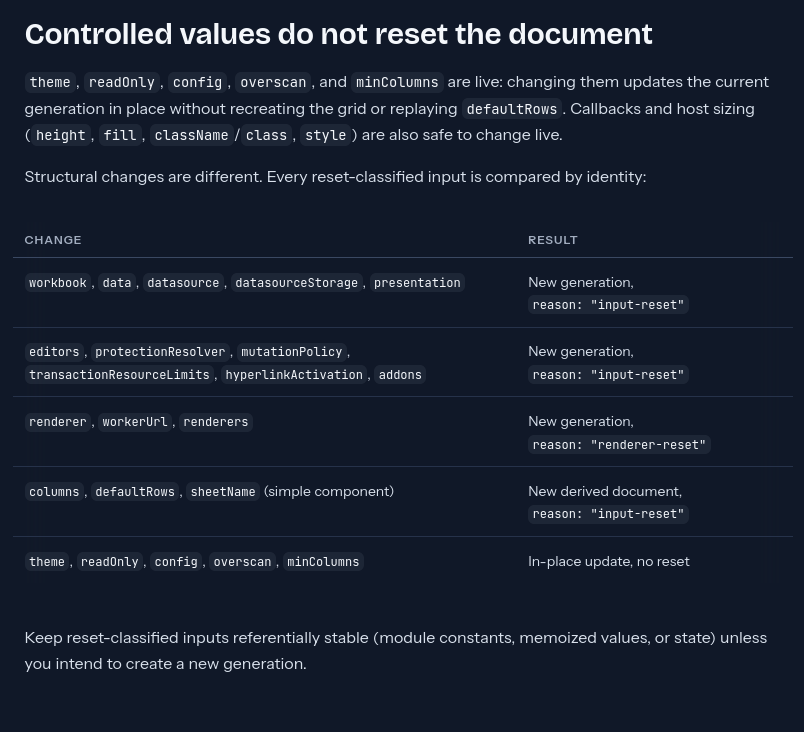 Controlled values do not reset the document
theme, readOnly, config, overscan, and minColumns are live: changing them updates the current
generation in place without recreating the grid or replaying defaultRows. Callbacks and host sizing
(height, fill, className/class, style) are also safe to change live.
Structural changes are different. Every reset-classified input is compared by identity:
CHANGE RESULT
workbook, data, datasource, datasourceStorage, presentation New generation,
reason: "input-reset"
editors, protectionResolver, mutationPolicy, New generation,
transactionResourceLimits, hyperlinkActivation, addons reason: "input-reset"
renderer, workerUrl, renderers New generation,
reason: "renderer-reset"
columns, defaultRows, sheetName (simple component) New derived document,
reason: "input-reset"
theme, readOnly, config, overscan, minColumns In-place update, no reset
Keep reset-classified inputs referentially stable (module constants, memoized values, or state) unless
you intend to create a new generation.